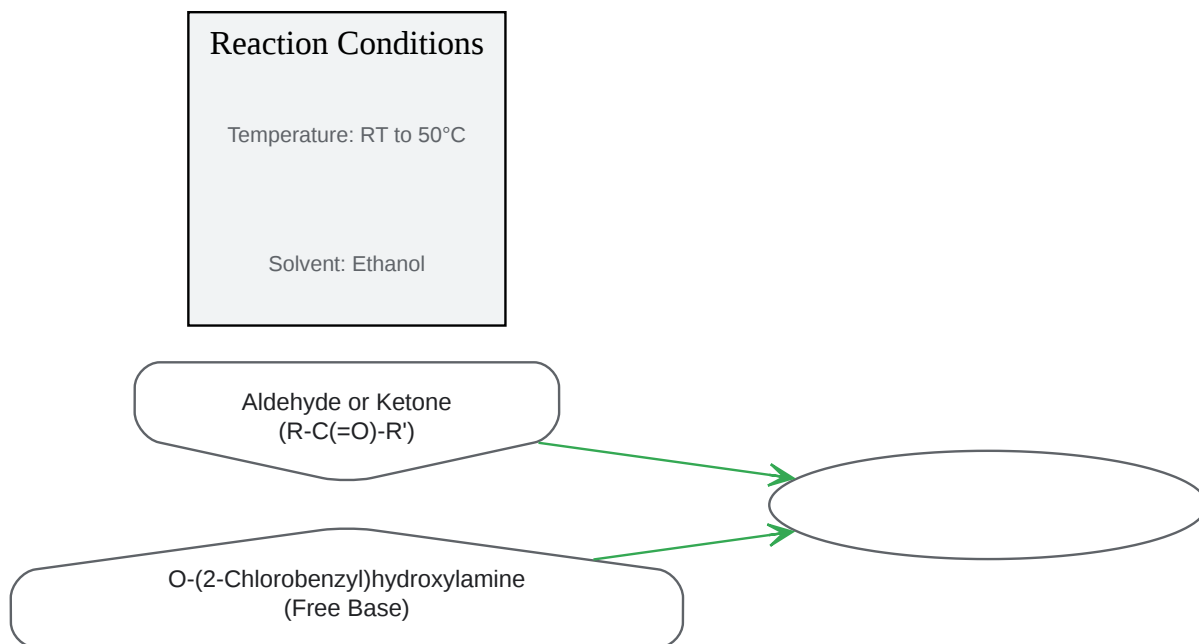 Reaction Conditions
Temperature: RT to 50°C
Solvent: Ethanol
Aldehyde or Ketone
(R-C(=O)-R')
O-(2-Chlorobenzyl)hydroxylamine
(Free Base)